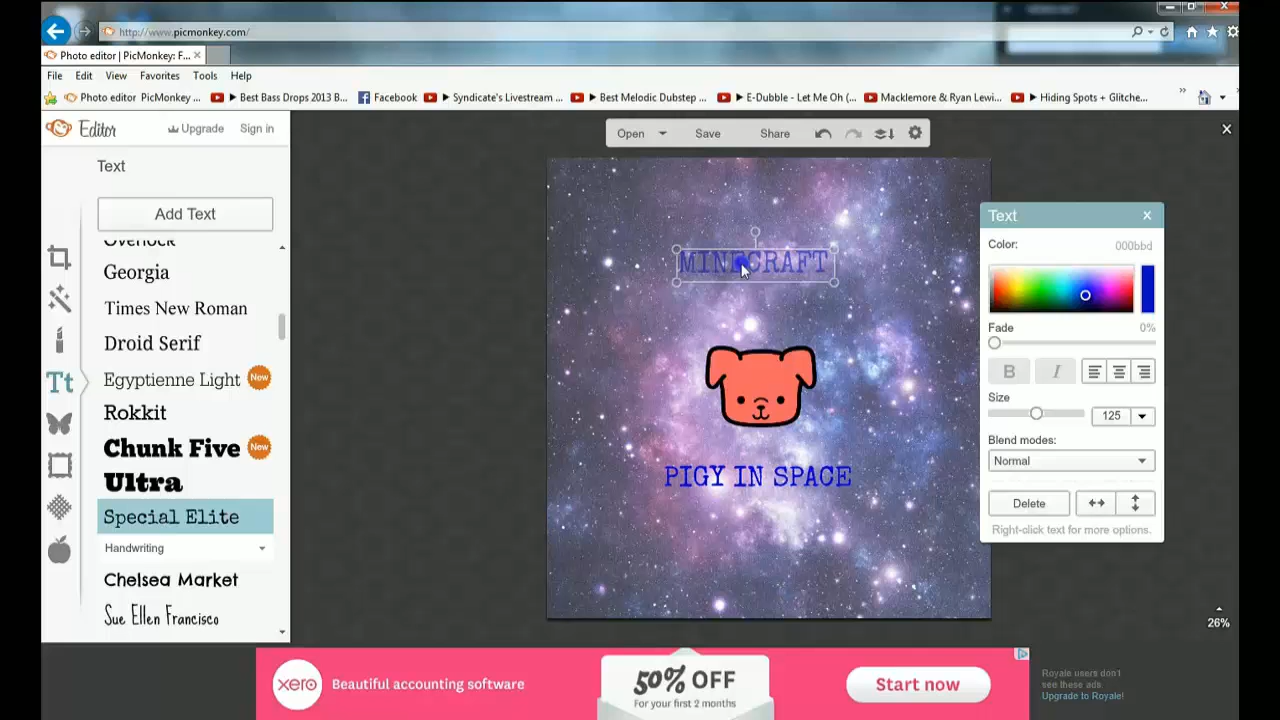 http://www.picmonkey.com/
Photo editor | PicMonkey: F...
File Edit View Favorites Tools Help
Photo editor PicMonkey ... Best Bass Drops 2013 B... Facebook Syndicate's Livestream ... Best Melodic Dubstep ... E-Dubble - Let Me Oh (... Macklemore & Ryan Lewi... Hiding Spots + Glitche...
Editor Upgrade Sign in
Open Save Share
Text
Add Text
Overlock
Georgia
Times New Roman
Droid Serif
Egyptienne Light New
Rokkit
Chunk Five New
Ultra
Special Elite
Handwriting
Chelsea Market
Sue Ellen Francisco
Tt
MINECRAFT
PIGY IN SPACE
Text
Color: 000bbd
Fade 0%
B I
Size
125
Blend modes:
Normal
Delete
Right-click text for more options.
26%
xero Beautiful accounting software
50% OFF
For your first 2 months
Start now
Royale users don't
see these ads.
Upgrade to Royale!